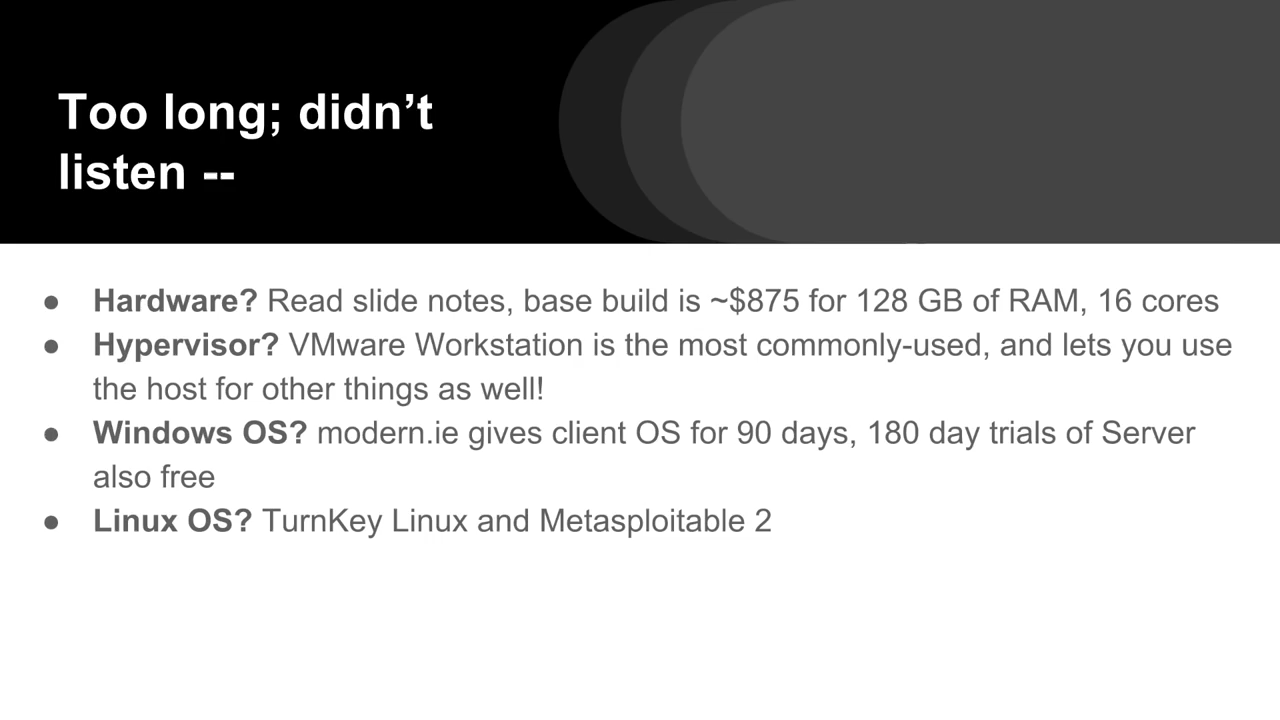 Too long; didn’t
listen --
● Hardware? Read slide notes, base build is ~$875 for 128 GB of RAM, 16 cores
● Hypervisor? VMware Workstation is the most commonly-used, and lets you use
the host for other things as well!
● Windows OS? modern.ie gives client OS for 90 days, 180 day trials of Server
also free
● Linux OS? TurnKey Linux and Metasploitable 2